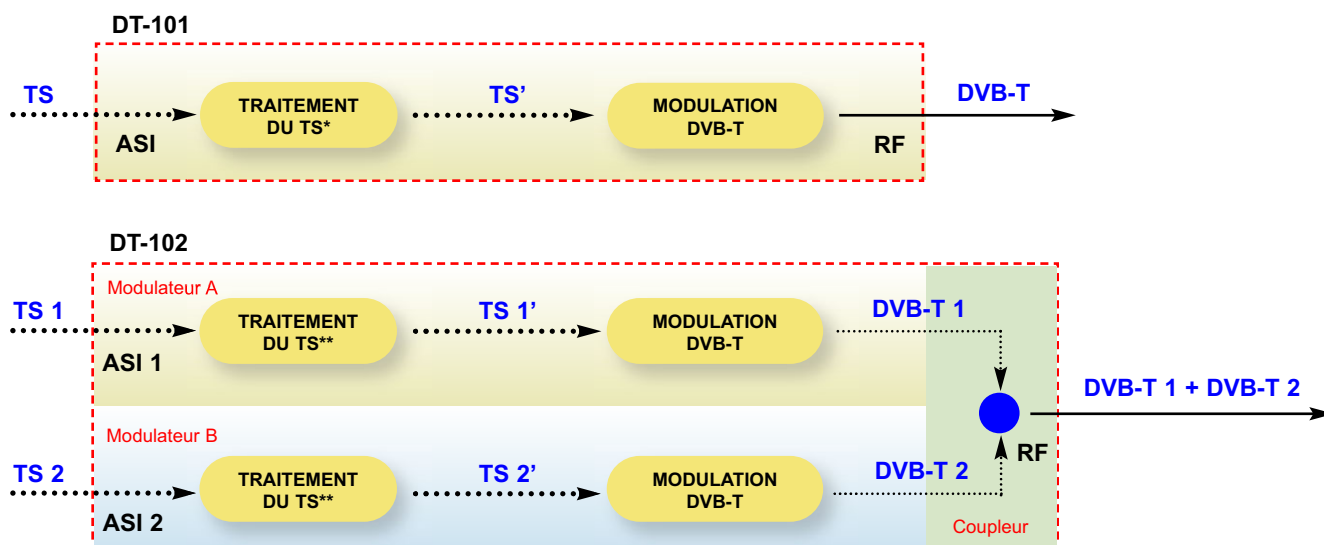 DT-101
TS
ASI
TRAITEMENT
DU TS*
TS’
MODULATION
DVB-T
RF
DVB-T
DT-102
Modulateur A
TS 1
ASI 1
TRAITEMENT
DU TS**
TS 1’
MODULATION
DVB-T
DVB-T 1
DVB-T 1 + DVB-T 2
RF
Modulateur B
TS 2
ASI 2
TRAITEMENT
DU TS**
TS 2’
MODULATION
DVB-T
DVB-T 2
Coupleur